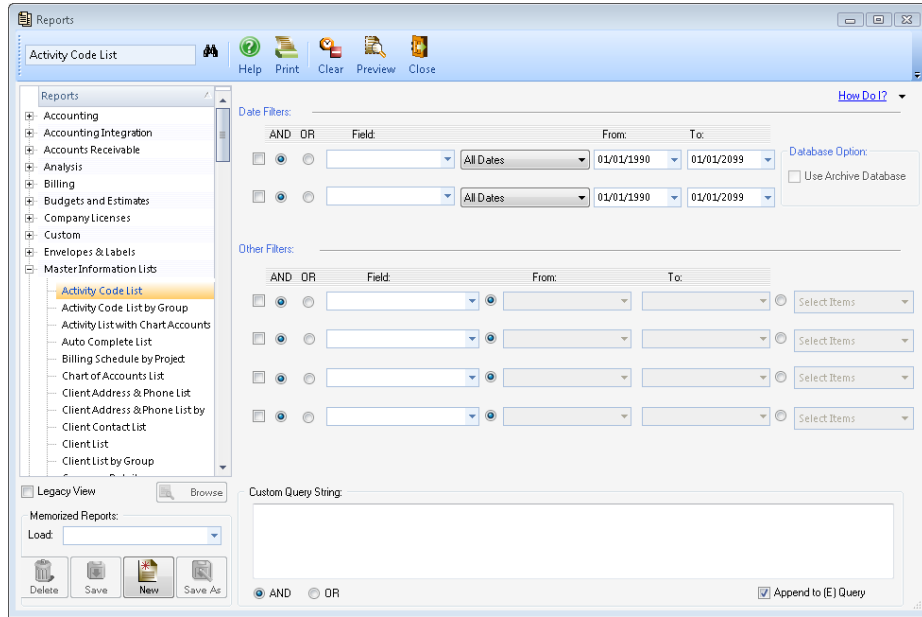 Reports
Activity Code List
Help Print Clear Preview Close
Reports
Accounting
Accounting Integration
Accounts Receivable
Analysis
Billing
Budgets and Estimates
Company Licenses
Custom
Envelopes & Labels
Master Information Lists
Activity Code List
Activity Code List by Group
Activity List with Chart Accounts
Auto Complete List
Billing Schedule by Project
Chart of Accounts List
Client Address & Phone List
Client Address & Phone List by
Client Contact List
Client List
Client List by Group
Legacy View
Browse
Memorized Reports:
Load:
Delete Save New Save As
How Do I?
Date Filters:
AND OR Field: From: To:
All Dates 01/01/1990 01/01/2099
All Dates 01/01/1990 01/01/2099
Database Option:
Use Archive Database
Other Filters:
AND OR Field: From: To:
Select Items
Select Items
Select Items
Select Items
Custom Query String:
AND OR
Append to (E) Query